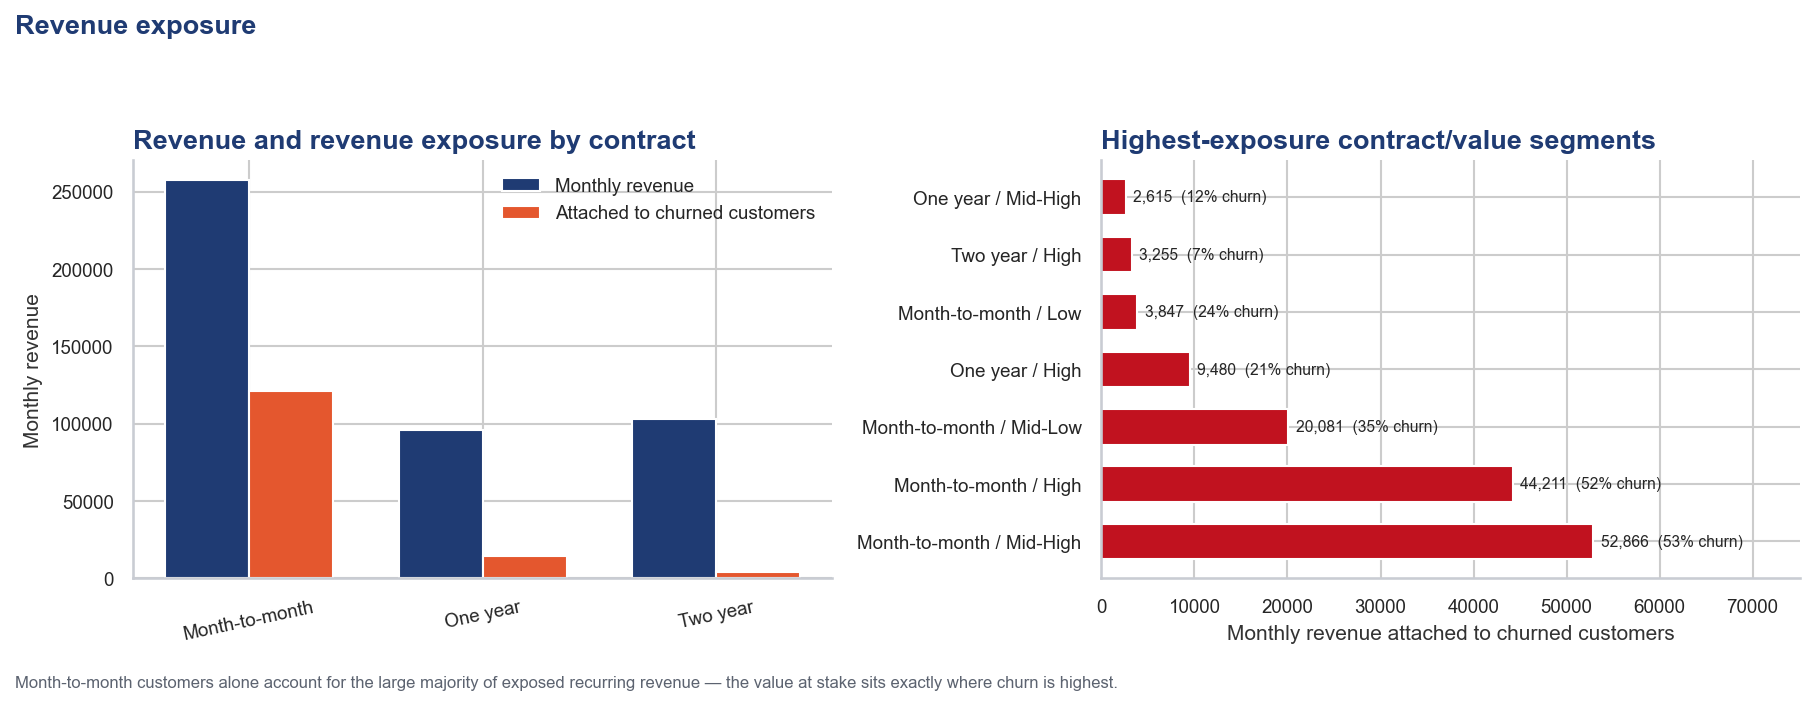 Revenue exposure
Revenue and revenue exposure by contract
Monthly revenue
Attached to churned customers
250000
200000
150000
100000
50000
0
Monthly revenue
Month-to-month
One year
Two year
Highest-exposure contract/value segments
One year / Mid-High
2,615 (12% churn)
Two year / High
3,255 (7% churn)
Month-to-month / Low
3,847 (24% churn)
One year / High
9,480 (21% churn)
Month-to-month / Mid-Low
20,081 (35% churn)
Month-to-month / High
44,211 (52% churn)
Month-to-month / Mid-High
52,866 (53% churn)
0 10000 20000 30000 40000 50000 60000 70000
Monthly revenue attached to churned customers
Month-to-month customers alone account for the large majority of exposed recurring revenue — the value at stake sits exactly where churn is highest.